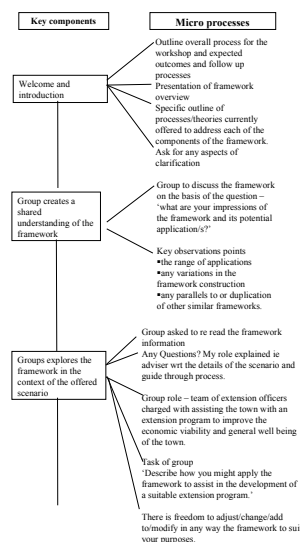 Key components
Micro processes
Welcome and
introduction
Outline overall process for the
workshop and expected
outcomes and follow up
processes
Presentation of framework
overview
Specific outline of
processes/theories currently
offered to address each of the
components of the framework.
Ask for any aspects of
clarification
Group creates a
shared
understanding of the
framework
Group to discuss the framework
on the basis of the question –
‘what are your impressions of
the framework and its potential
application/s?’
Key observations points
▪the range of applications
▪any variations in the
framework construction
▪any parallels to or duplication
of other similar frameworks.
Groups explores the
framework in the
context of the offered
scenario
Group asked to re read the framework
information
Any Questions? My role explained ie
adviser wrt the details of the scenario and
guide through process.
Group role – team of extension officers
charged with assisting the town with an
extension program to improve the
economic viability and general well being
of the town.
Task of group
‘Describe how you might apply the
framework to assist in the development of
a suitable extension program.’
There is freedom to adjust/change/add
to/modify in any way the framework to sui
your purposes.